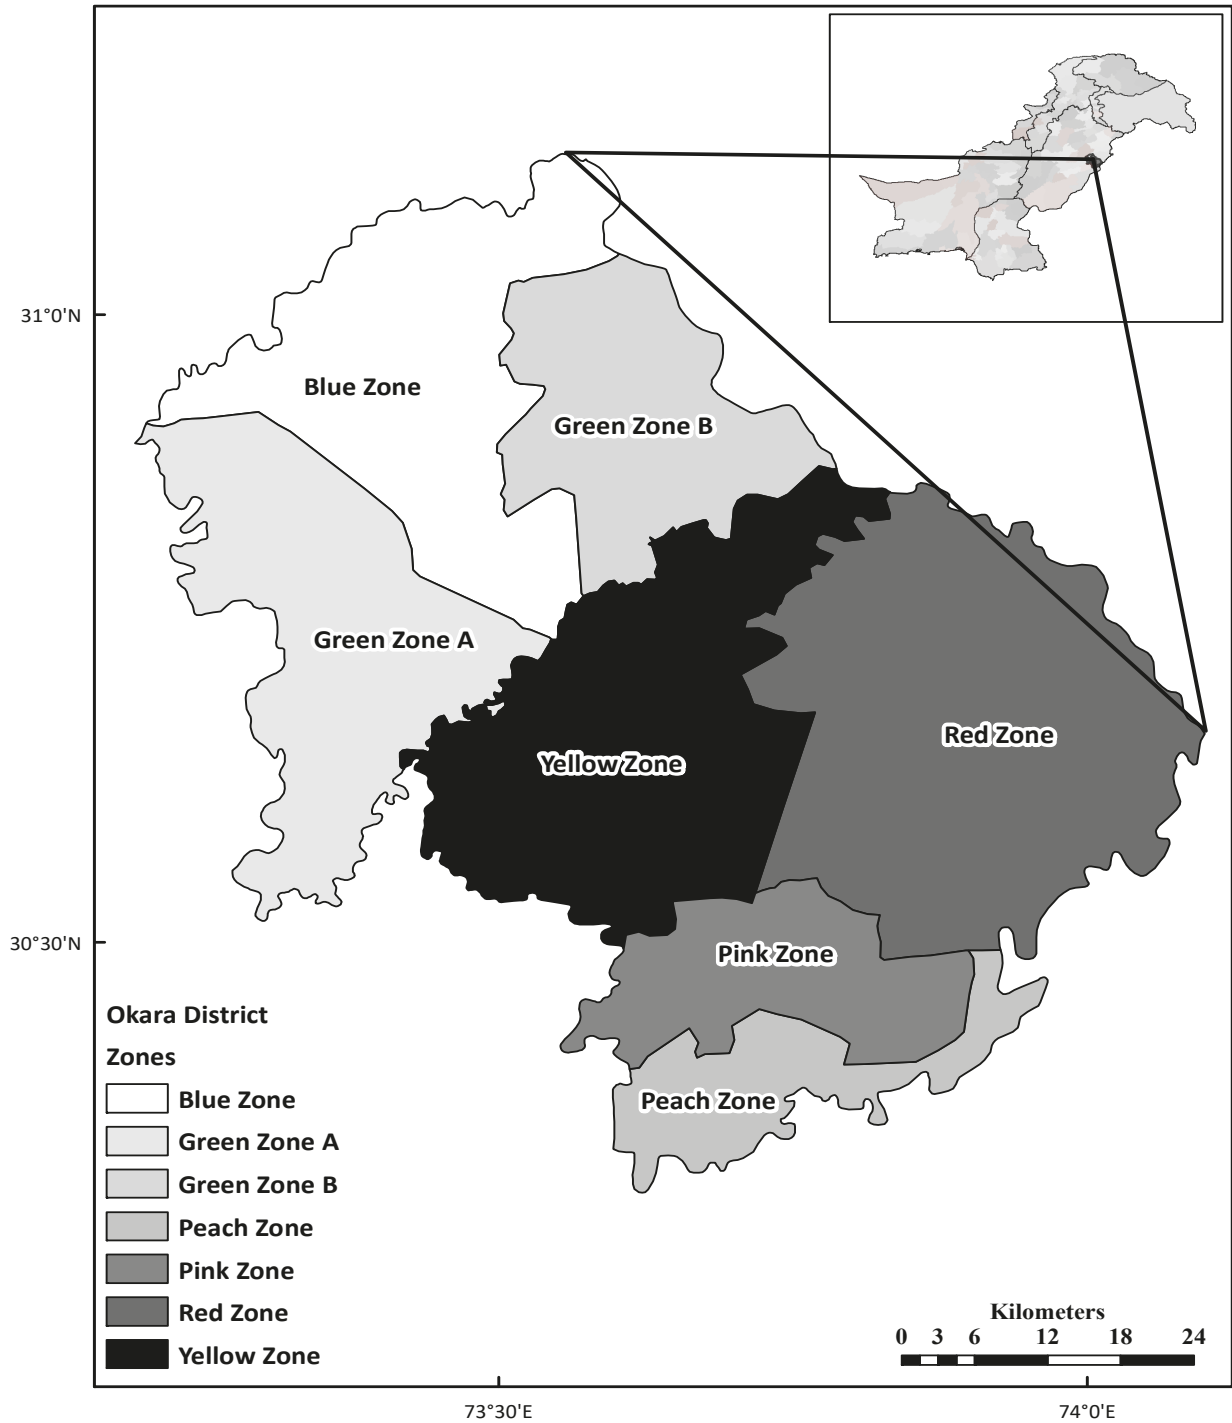 31°0'N
Blue Zone
Green Zone B
Green Zone A
Red Zone
Yellow Zone
30°30'N
Pink Zone
Okara District
Zones
Peach Zone
Blue Zone
Green Zone A
Green Zone B
Peach Zone
Pink Zone
Red Zone
Yellow Zone
Kilometers
0 3 6 12 18 24
73°30'E 74°0'E